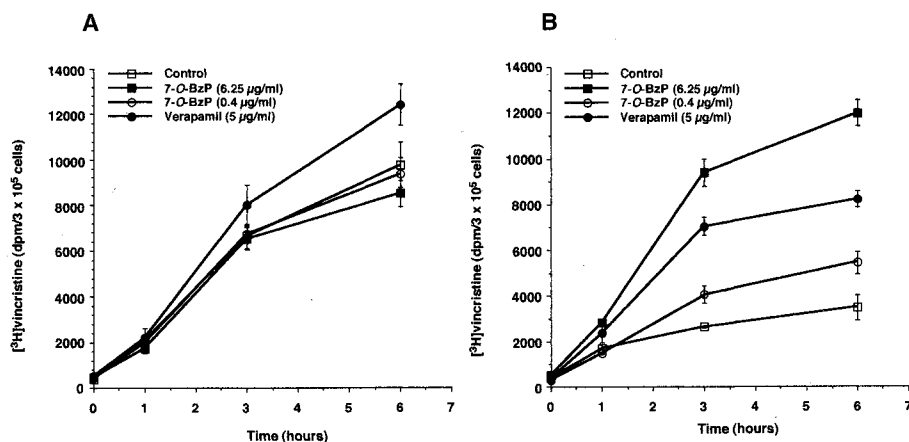 A
Control
7-O-BzP (6.25 µg/ml)
7-O-BzP (0.4 µg/ml)
Verapamil (5 µg/ml)
14000
12000
10000
8000
6000
4000
2000
0
[³H]vincristine (dpm/3 x 10⁵ cells)
0 1 2 3 4 5 6 7
Time (hours)
B
Control
7-O-BzP (6.25 µg/ml)
7-O-BzP (0.4 µg/ml)
Verapamil (5 µg/ml)
14000
12000
10000
8000
6000
4000
2000
0
[³H]vincristine (dpm/3 x 10⁵ cells)
0 1 2 3 4 5 6 7
Time (hours)